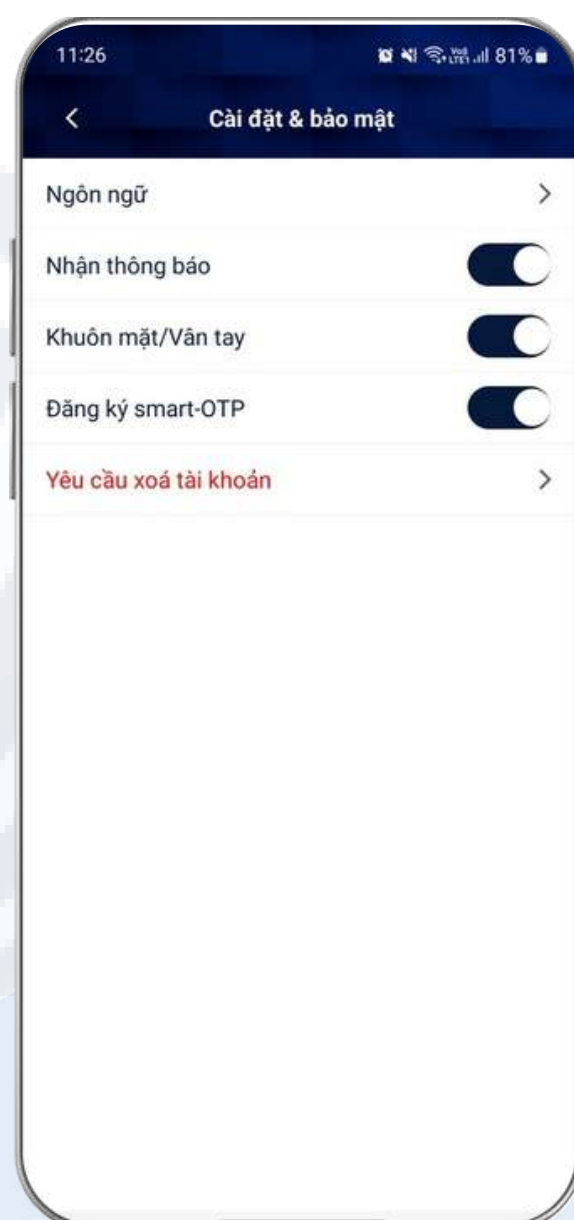 11:26
81%
Cài đặt & bảo mật
Ngôn ngữ
Nhận thông báo
Khuôn mặt/Vân tay
Đăng ký smart-OTP
Yêu cầu xoá tài khoản